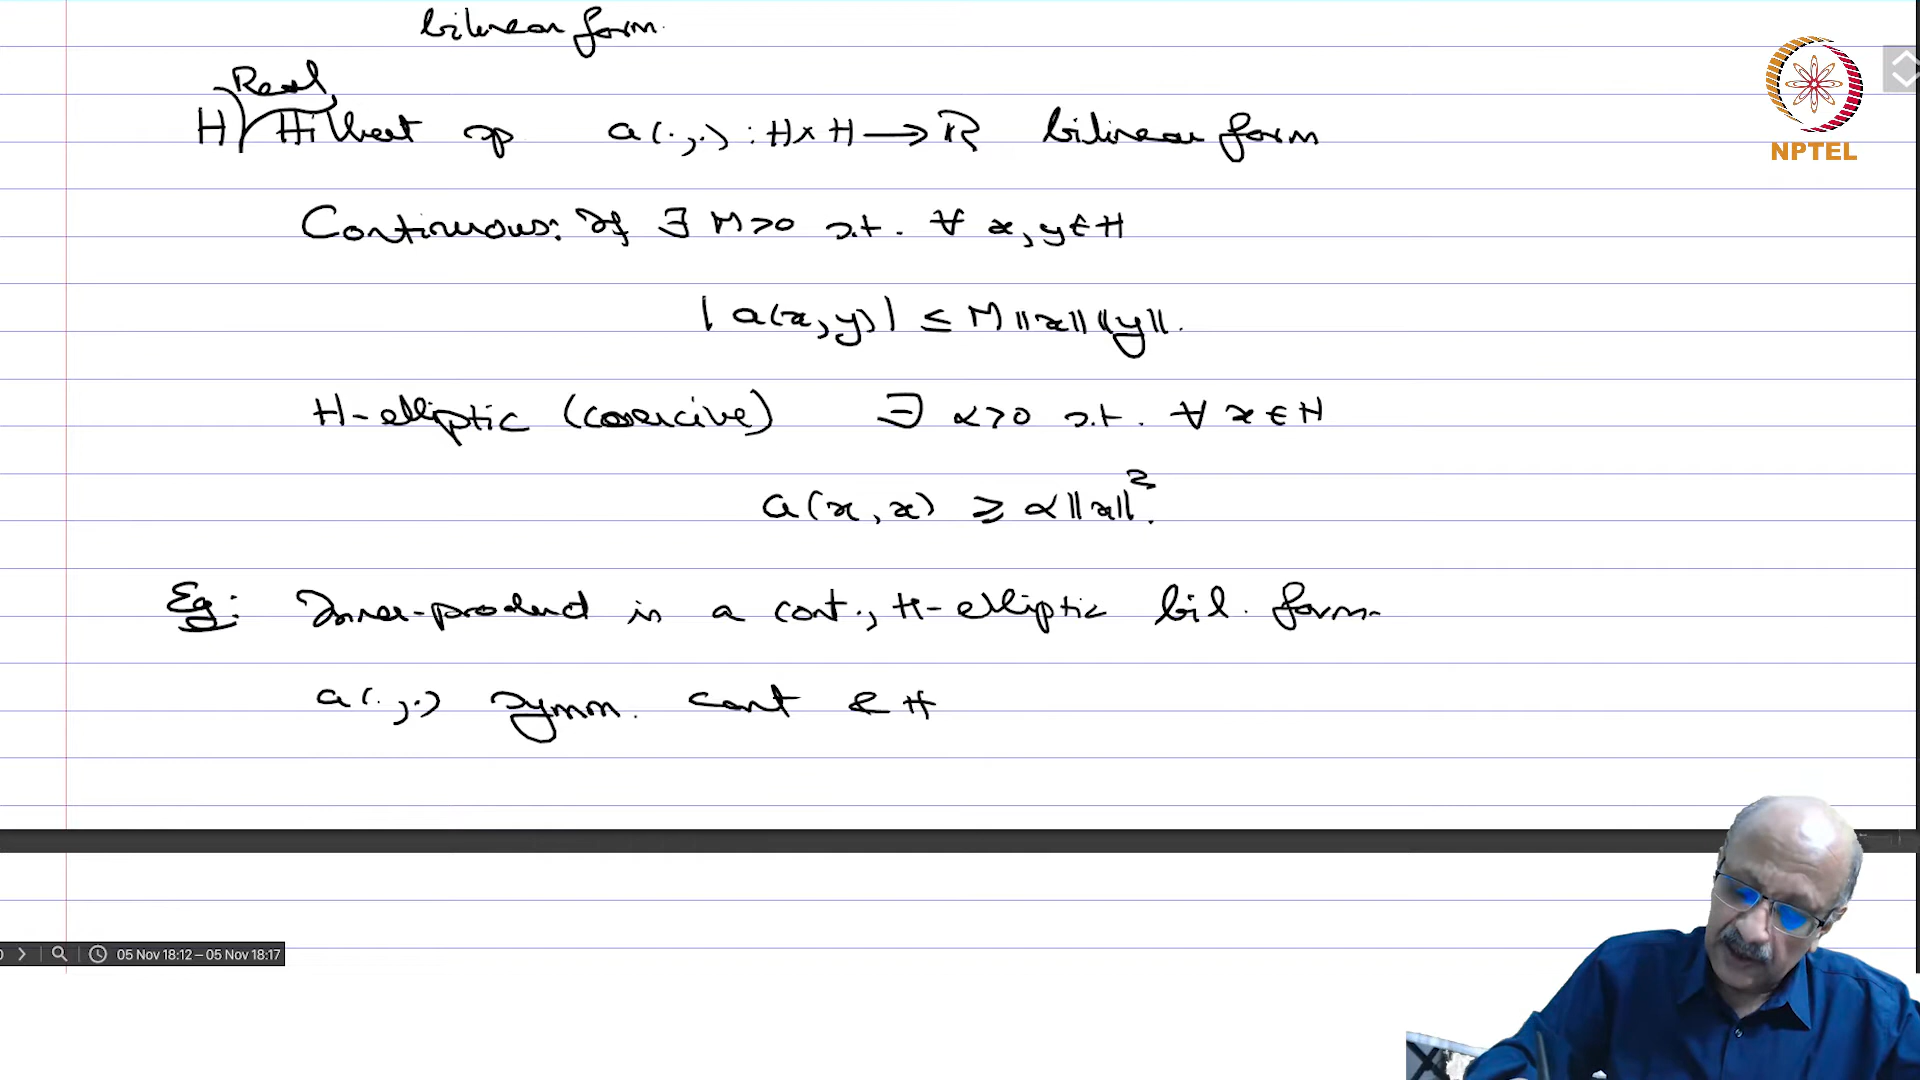 bilinear form.
Real
H Hilbert sp a(·,·) : H×H → ℝ bilinear form
NPTEL
Continuous: If ∃ M>0 s.t. ∀ x, y ∈ H
|a(x,y)| ≤ M ||x|| ||y||.
H-elliptic (coercive) ∃ α>0 s.t. ∀ x ∈ H
a(x,x) ≥ α||x||².
Eg: Inner-product is a cont., H-elliptic bil. form.
a(·,·) symm. cont & H
05 Nov 18:12 – 05 Nov 18:17